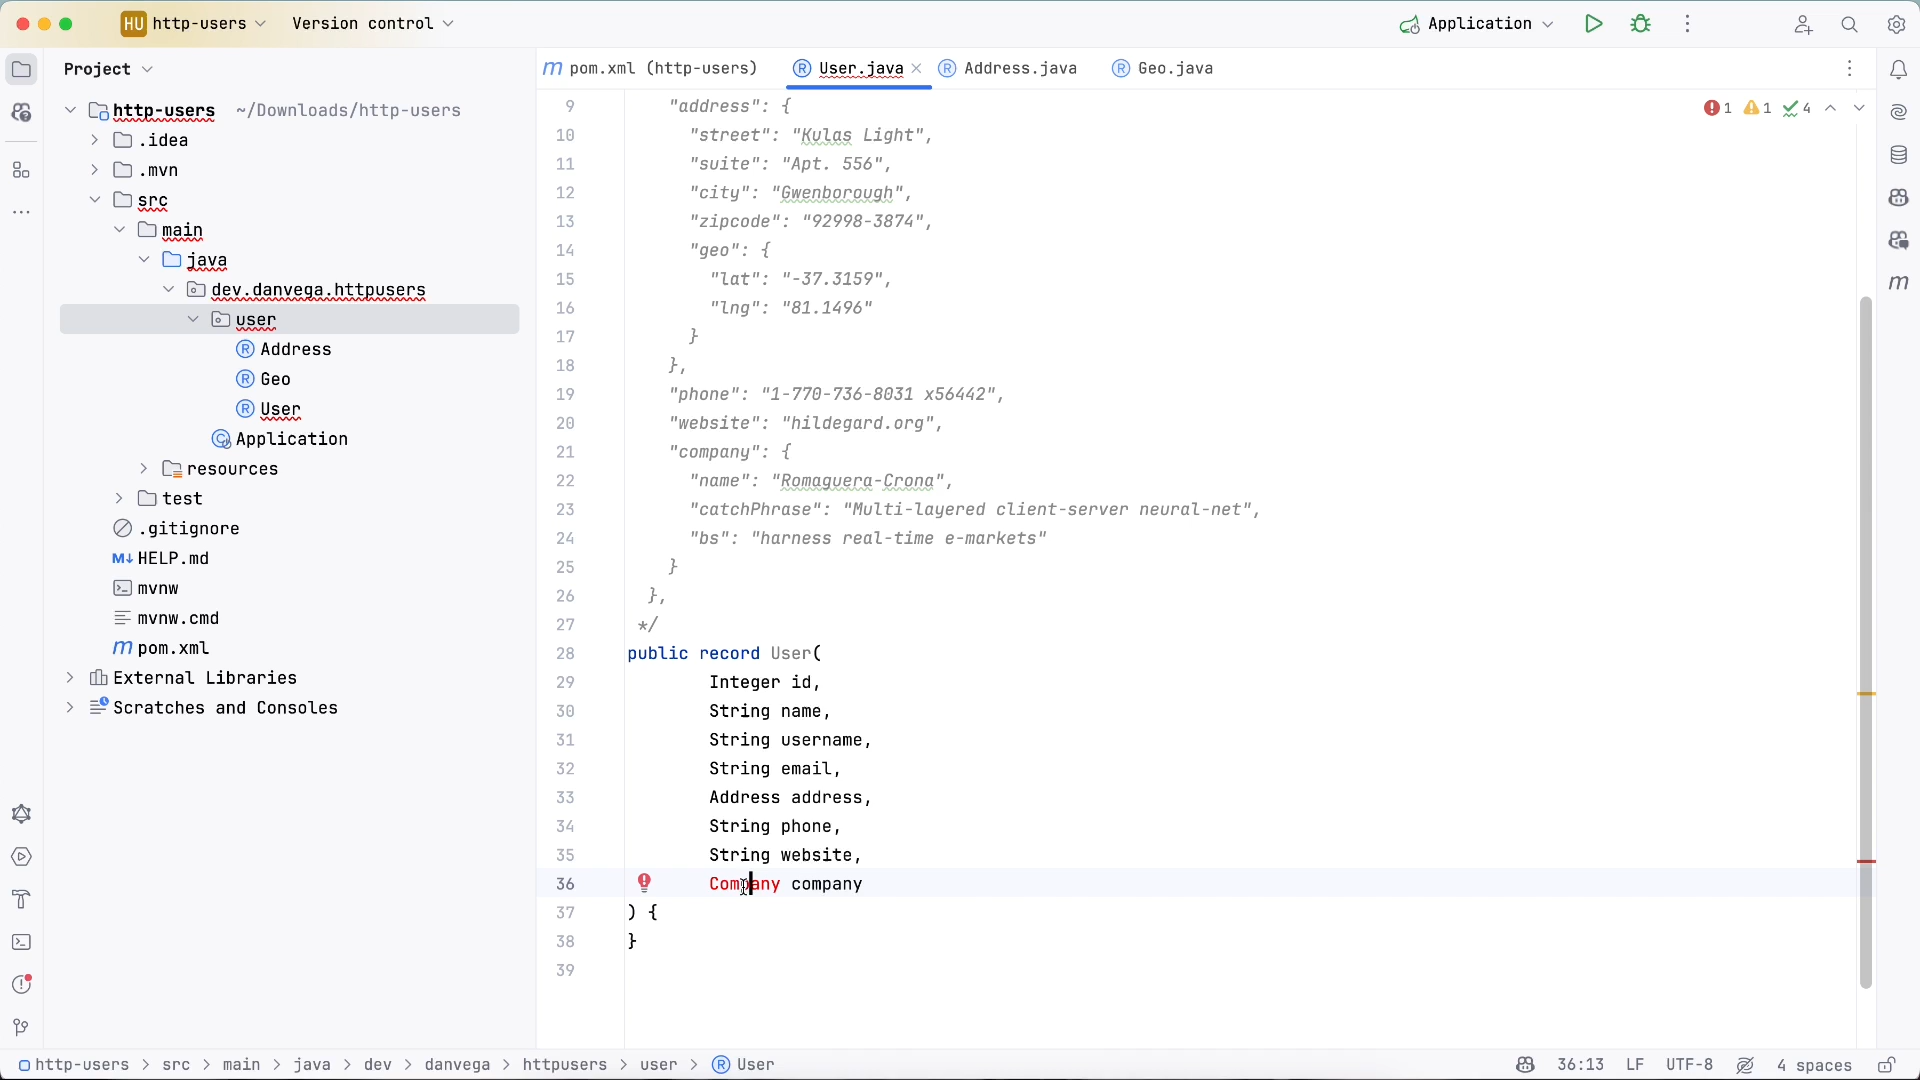 HU http-users Version control Application
Project
pom.xml (http-users) User.java Address.java Geo.java
http-users ~/Downloads/http-users
.idea
.mvn
src
main
java
dev.danvega.httpusers
user
Address
Geo
User
Application
resources
test
.gitignore
HELP.md
mvnw
mvnw.cmd
pom.xml
External Libraries
Scratches and Consoles
1 1 4
9 "address": {
10 "street": "Kulas Light",
11 "suite": "Apt. 556",
12 "city": "Gwenborough",
13 "zipcode": "92998-3874",
14 "geo": {
15 "lat": "-37.3159",
16 "lng": "81.1496"
17 }
18 },
19 "phone": "1-770-736-8031 x56442",
20 "website": "hildegard.org",
21 "company": {
22 "name": "Romaguera-Crona",
23 "catchPhrase": "Multi-layered client-server neural-net",
24 "bs": "harness real-time e-markets"
25 }
26 },
27 */
28 public record User(
29 Integer id,
30 String name,
31 String username,
32 String email,
33 Address address,
34 String phone,
35 String website,
36 Company company
37 ) {
38 }
39
http-users > src > main > java > dev > danvega > httpusers > user > User 36:13 LF UTF-8 4 spaces